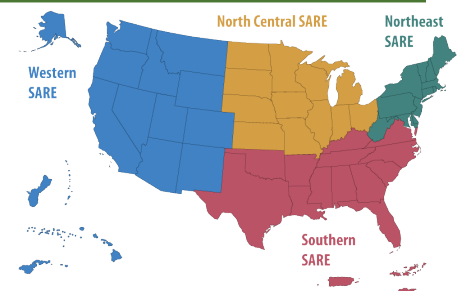 North Central SARE
Northeast
SARE
Western
SARE
Southern
SARE